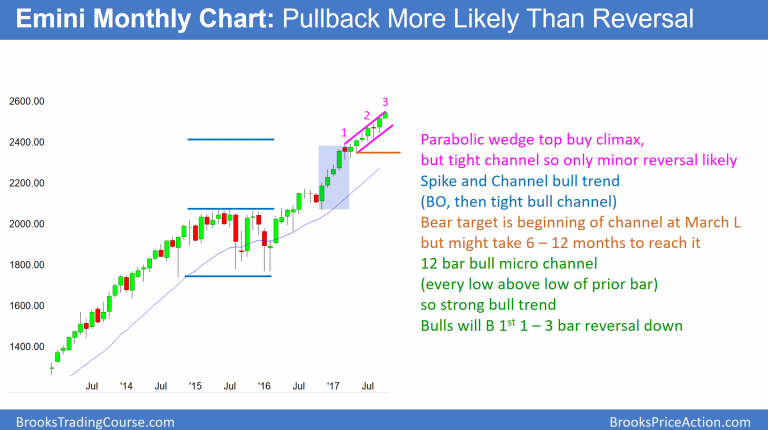 Emini Monthly Chart: Pullback More Likely Than Reversal
2600.00
2400.00
2200.00
2000.00
1800.00
1600.00
1400.00
1
2
3
Jul
'14
Jul
'15
Jul
'16
Jul
'17
Jul
Parabolic wedge top buy climax,
but tight channel so only minor reversal likely
Spike and Channel bull trend
(BO, then tight bull channel)
Bear target is beginning of channel at March L
but might take 6 – 12 months to reach it
12 bar bull micro channel
(every low above low of prior bar)
so strong bull trend
Bulls will B 1st 1 – 3 bar reversal down
BrooksTradingCourse.com
BrooksPriceAction.com